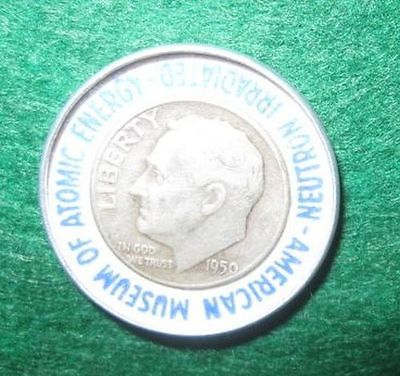 AMERICAN MUSEUM OF ATOMIC ENERGY - NEUTRON IRRADIATED -
LIBERTY
IN GOD
WE TRUST
1950